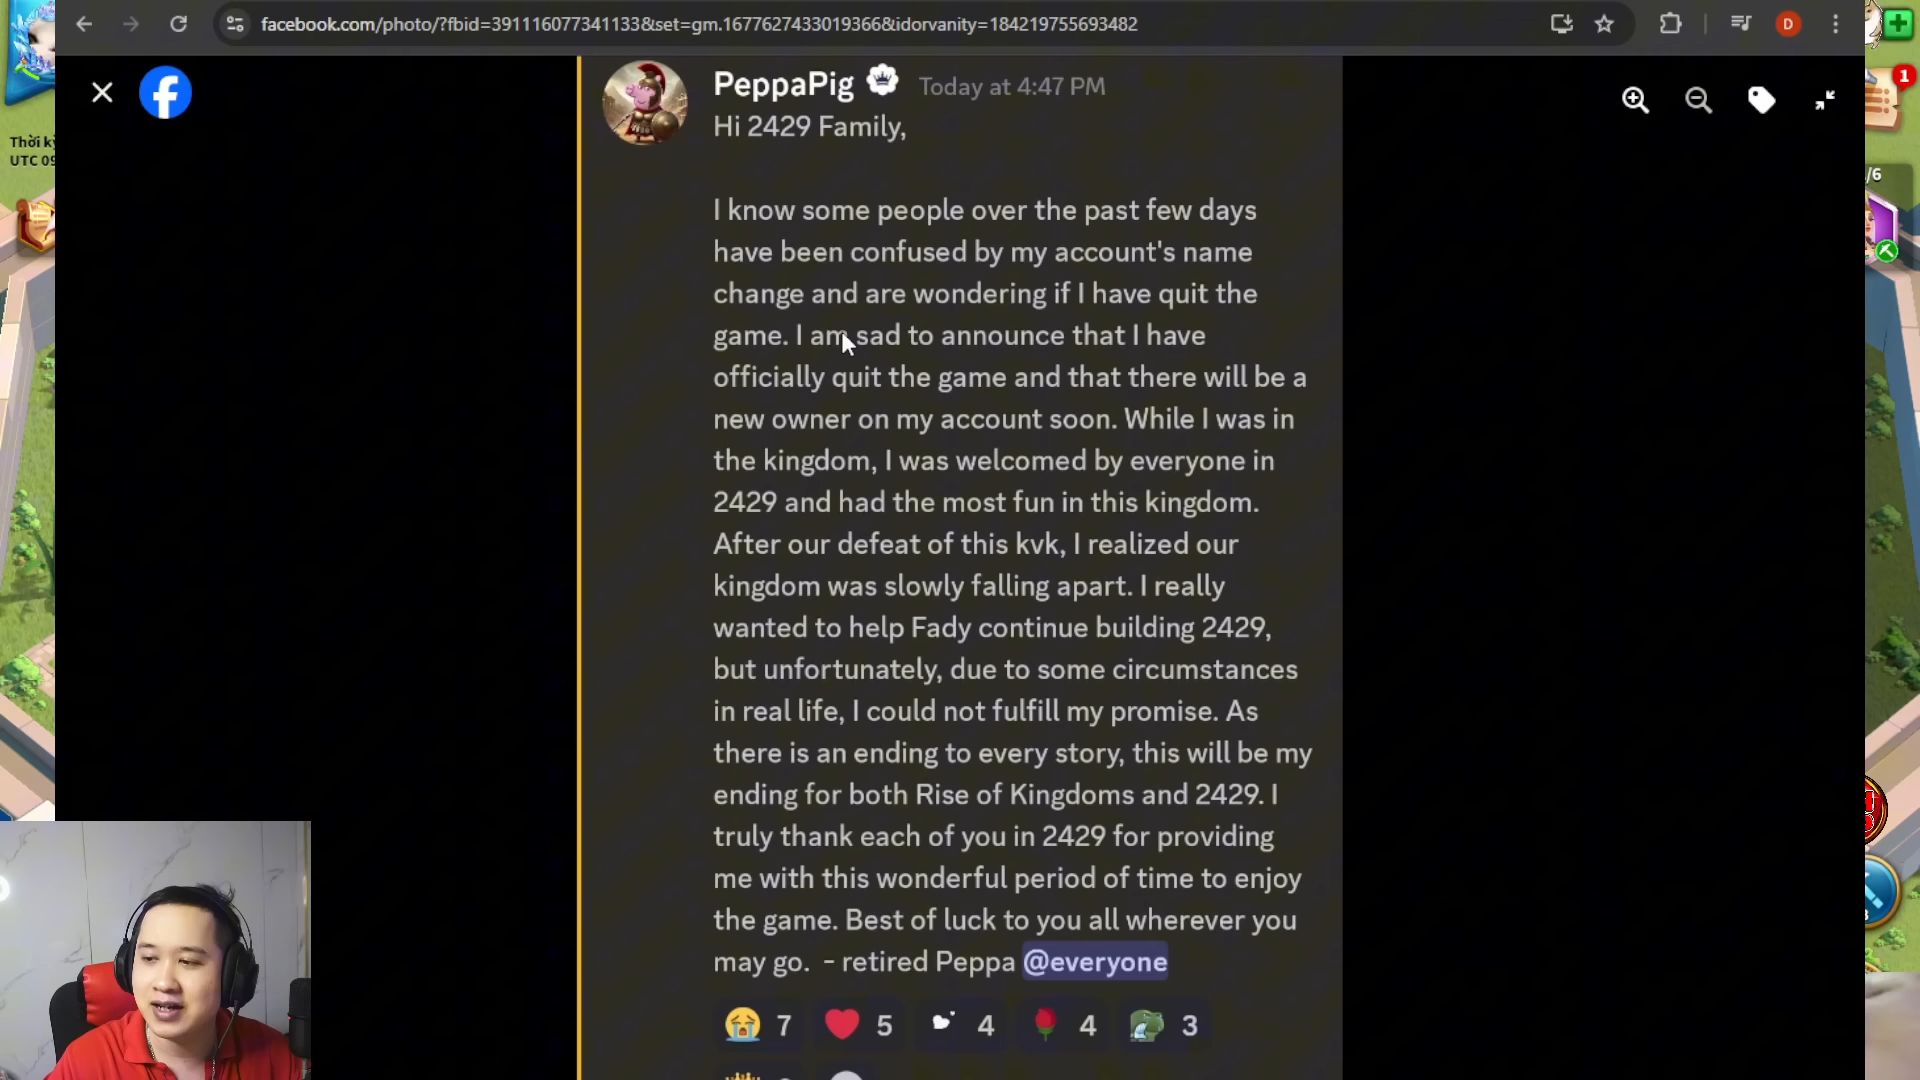 facebook.com/photo/?fbid=391116077341133&set=gm.1677627433019366&idorvanity=184219755693482
D
1
Thời k
UTC 09
/6
PeppaPig Today at 4:47 PM
Hi 2429 Family,
I know some people over the past few days
have been confused by my account's name
change and are wondering if I have quit the
game. I am sad to announce that I have
officially quit the game and that there will be a
new owner on my account soon. While I was in
the kingdom, I was welcomed by everyone in
2429 and had the most fun in this kingdom.
After our defeat of this kvk, I realized our
kingdom was slowly falling apart. I really
wanted to help Fady continue building 2429,
but unfortunately, due to some circumstances
in real life, I could not fulfill my promise. As
there is an ending to every story, this will be my
ending for both Rise of Kingdoms and 2429. I
truly thank each of you in 2429 for providing
me with this wonderful period of time to enjoy
the game. Best of luck to you all wherever you
may go. - retired Peppa @everyone
7 5 4 4 3